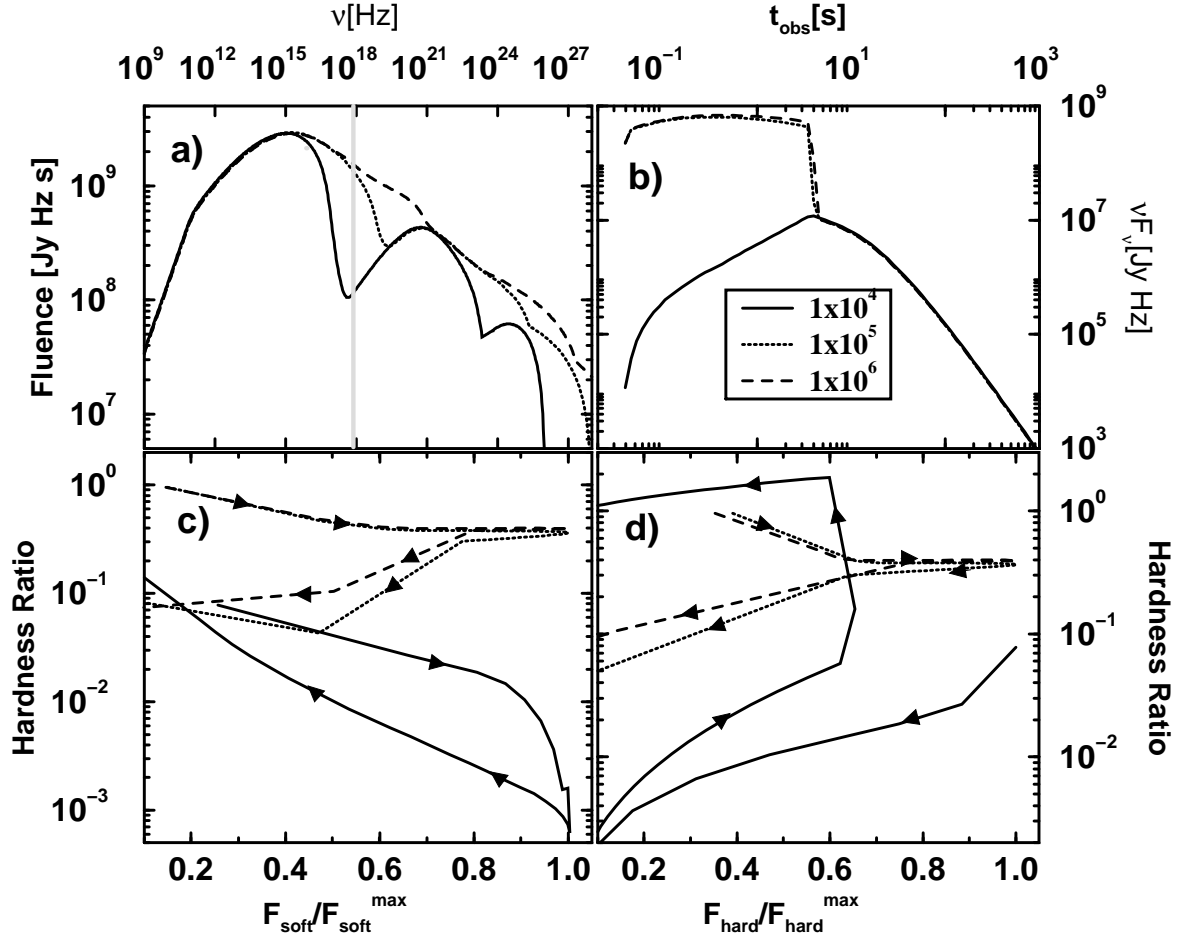 ν[Hz]
t_obs[s]
10^9 10^12 10^15 10^18 10^21 10^24 10^27
10^−1 10^1 10^3
a)
b)
Fluence [Jy Hz s]
10^9
10^8
10^7
νF_ν[Jy Hz]
10^9
10^7
10^5
10^3
1x10^4
1x10^5
1x10^6
c)
d)
Hardness Ratio
10^0
10^−1
10^−2
10^−3
Hardness Ratio
10^0
10^−1
10^−2
0.2 0.4 0.6 0.8 1.0
0.2 0.4 0.6 0.8 1.0
F_soft/F_soft^max
F_hard/F_hard^max